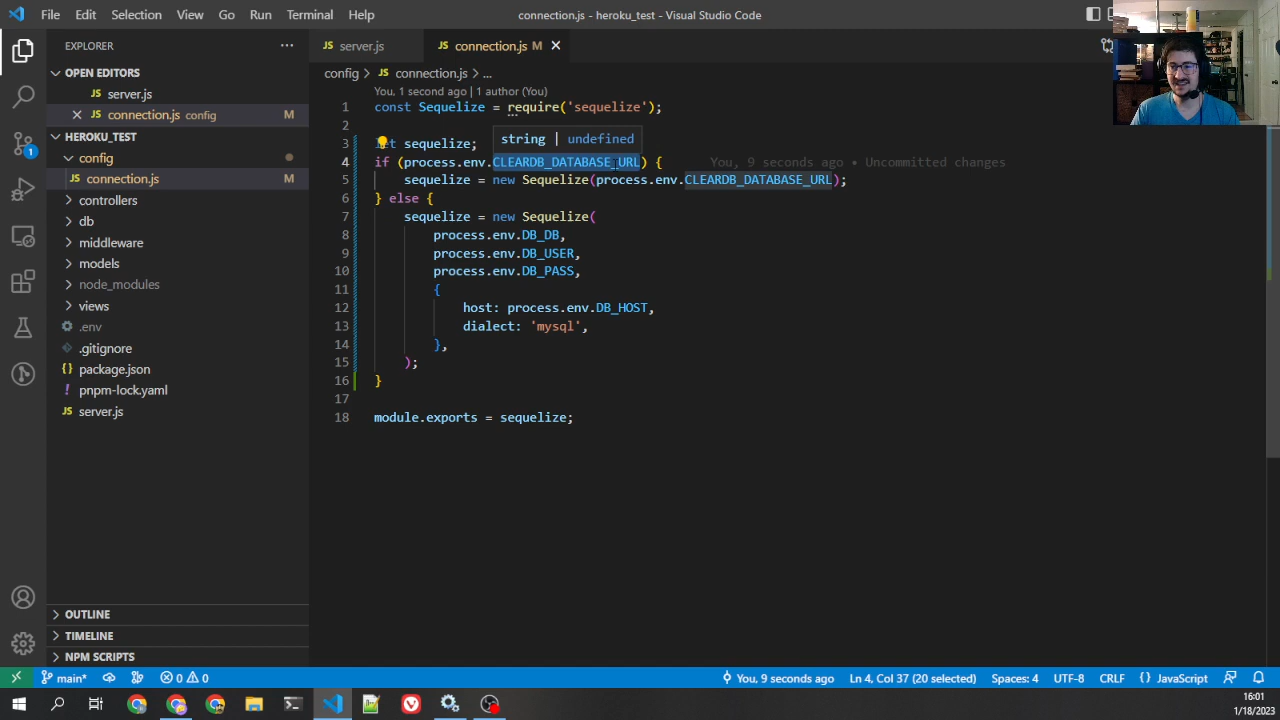 File Edit Selection View Go Run Terminal Help
connection.js - heroku_test - Visual Studio Code
EXPLORER
OPEN EDITORS
server.js
connection.js config M
HEROKU_TEST
config
connection.js M
controllers
db
middleware
models
node_modules
views
.env
.gitignore
package.json
pnpm-lock.yaml
server.js
OUTLINE
TIMELINE
NPM SCRIPTS
server.js
connection.js M
config > connection.js > ...
You, 1 second ago | 1 author (You)
1 const Sequelize = require('sequelize');
2
string | undefined
3 sequelize;
4 if (process.env.CLEARDB_DATABASE_URL) { You, 9 seconds ago • Uncommitted changes
5 sequelize = new Sequelize(process.env.CLEARDB_DATABASE_URL);
6 } else {
7 sequelize = new Sequelize(
8 process.env.DB_DB,
9 process.env.DB_USER,
10 process.env.DB_PASS,
11 {
12 host: process.env.DB_HOST,
13 dialect: 'mysql',
14 },
15 );
16 }
17
18 module.exports = sequelize;
1
main* 0 0 You, 9 seconds ago Ln 4, Col 37 (20 selected) Spaces: 4 UTF-8 CRLF {} JavaScript
16:01
1/18/2023